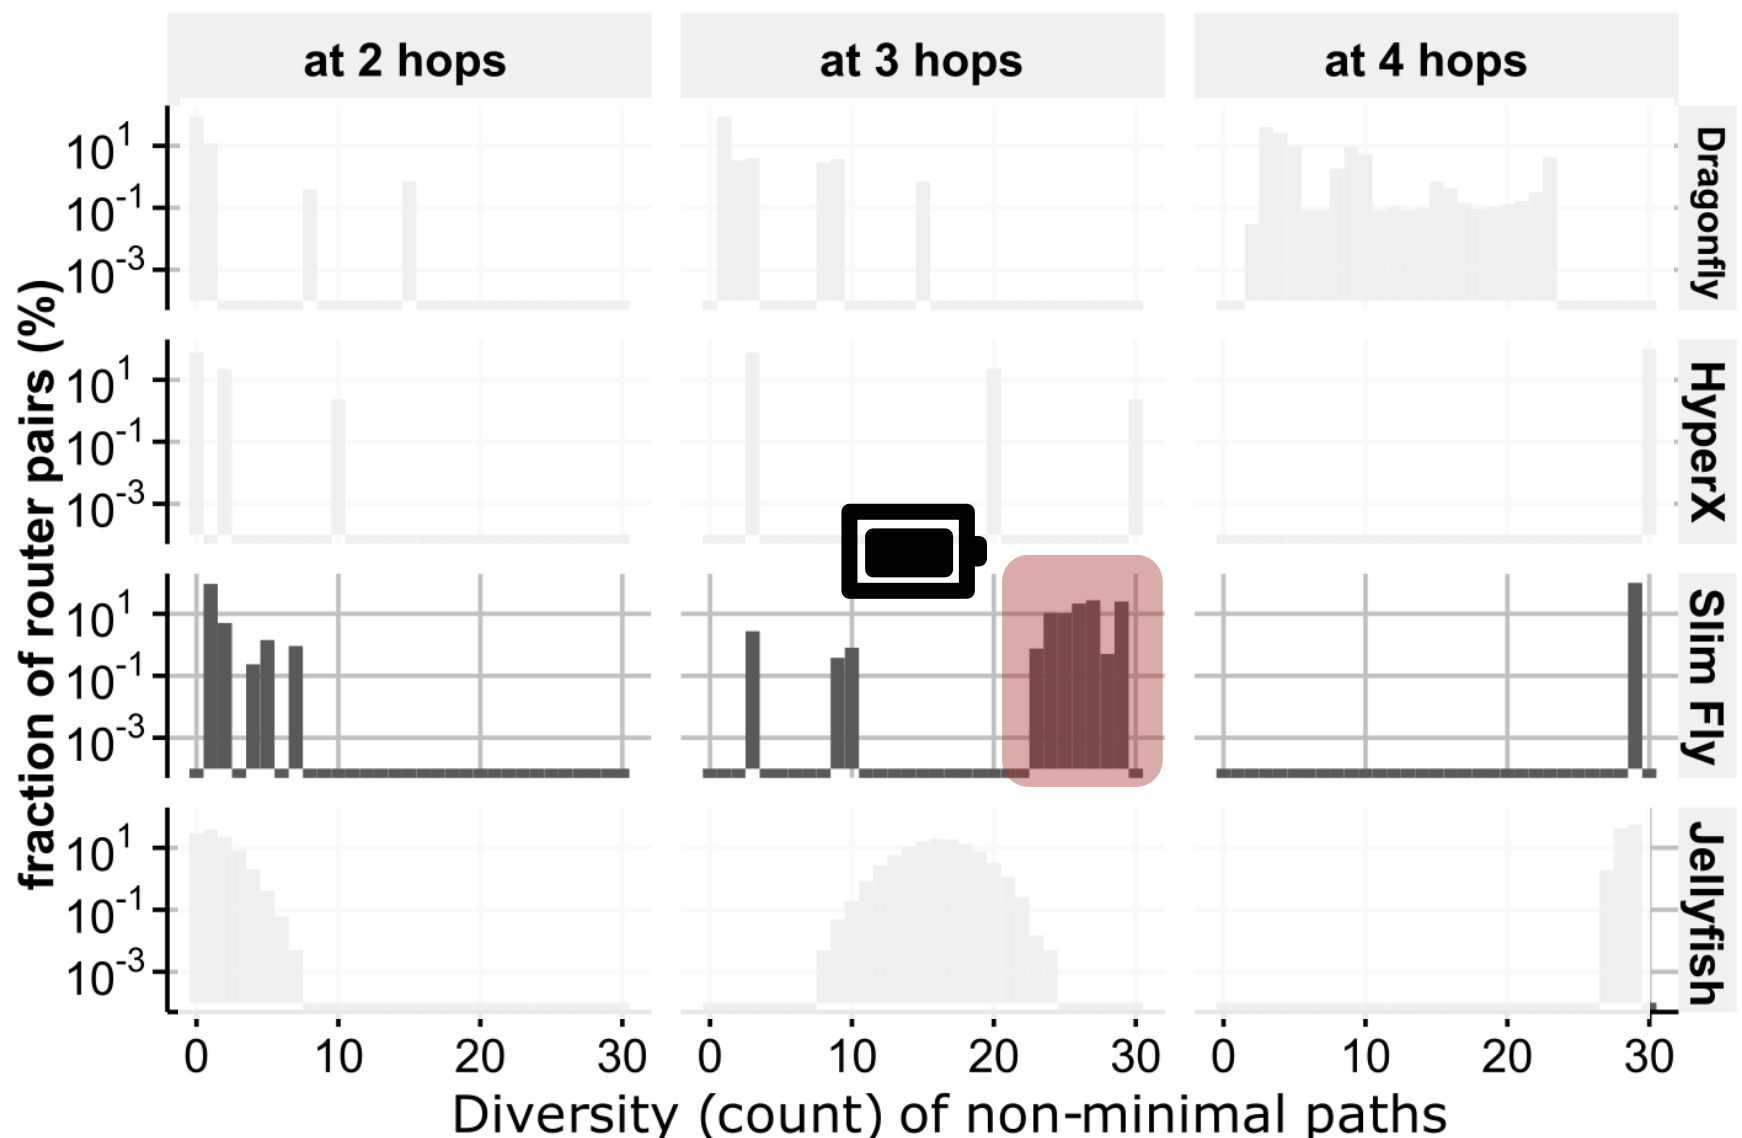 at 2 hops at 3 hops at 4 hops
fraction of router pairs (%)
10^1
10^-1
10^-3
Dragonfly
10^1
10^-1
10^-3
HyperX
10^1
10^-1
10^-3
Slim Fly
10^1
10^-1
10^-3
Jellyfish
0 10 20 30 0 10 20 30 0 10 20 30
Diversity (count) of non-minimal paths